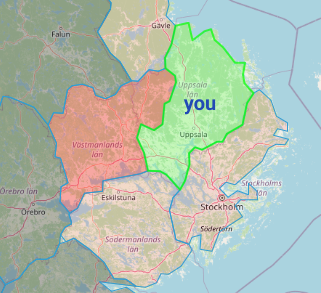 Gävle
Falun
Uppsala
län
you
Uppsala
Västmanlands
län
Örebro län
Örebro
Eskilstuna
Stockholms
län
Stockholm
Södertörn
Södermanlands
län